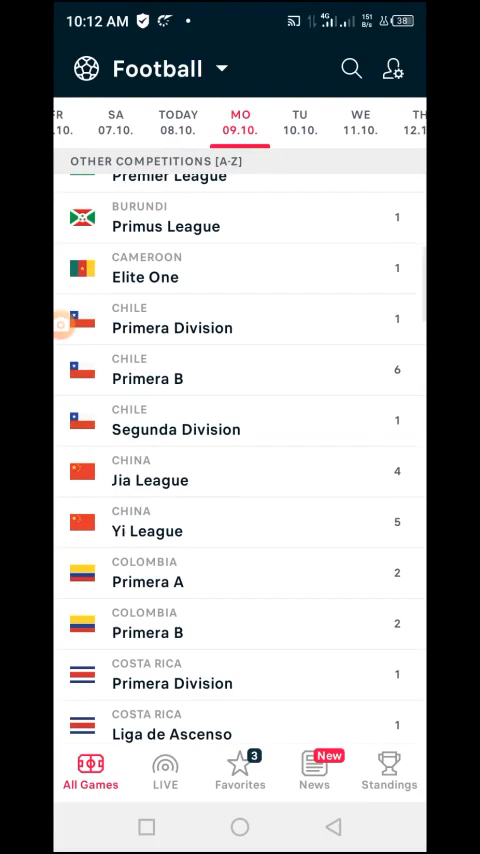 10:12 AM 4G 151 B/s 38
Football
FR SA TODAY MO TU WE TH
.10. 07.10. 08.10. 09.10. 10.10. 11.10. 12.1
OTHER COMPETITIONS [A-Z]
Premier League
BURUNDI
Primus League 1
CAMEROON
Elite One 1
CHILE
Primera Division 1
CHILE
Primera B 6
CHILE
Segunda Division 1
CHINA
Jia League 4
CHINA
Yi League 5
COLOMBIA
Primera A 2
COLOMBIA
Primera B 2
COSTA RICA
Primera Division 1
COSTA RICA
Liga de Ascenso 1
3 New
All Games LIVE Favorites News Standings